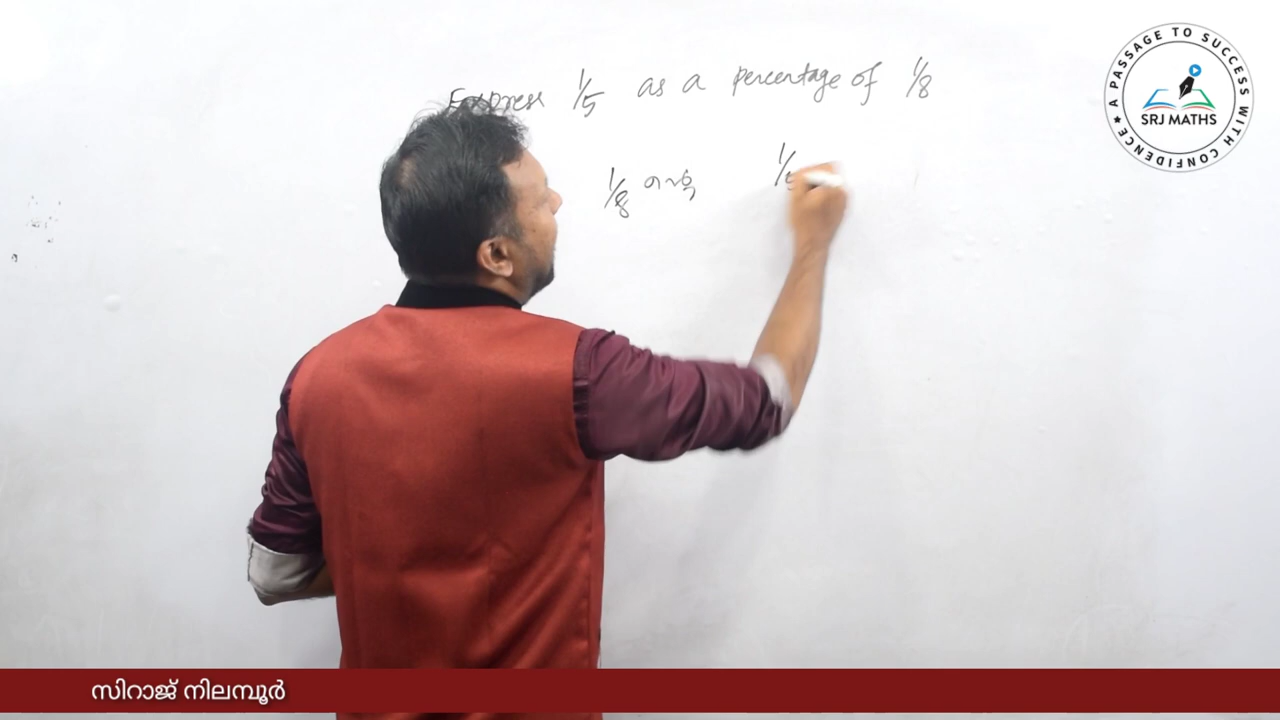 Express 1/5 as a percentage of 1/8
1/8 ന്റെ 1/5
A PASSAGE TO SUCCESS WITH CONFIDENCE
SRJ MATHS
സിറാജ് നിലമ്പൂർ